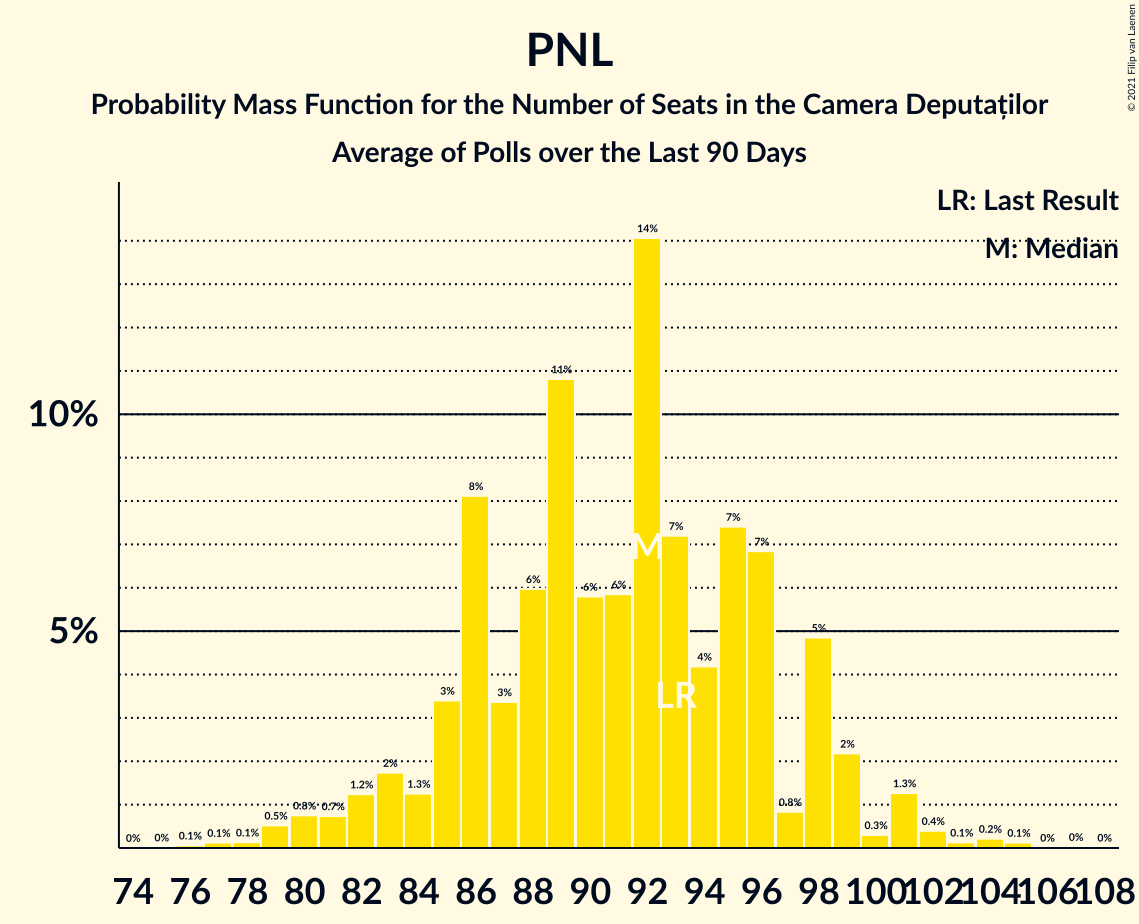 PNL
Probability Mass Function for the Number of Seats in the Camera Deputaților
Average of Polls over the Last 90 Days
© 2021 Filip van Laenen
LR: Last Result
M: Median
10%
5%
0% 0% 0.1% 0.1% 0.1% 0.5% 0.8% 0.7% 1.2% 2% 1.3% 3% 8% 3% 6% 11% 6% 6% 14% 7% 4% 7% 7% 0.8% 5% 2% 0.3% 1.3% 0.4% 0.1% 0.2% 0.1% 0% 0% 0%
M
LR
74 76 78 80 82 84 86 88 90 92 94 96 98 100 102 104 106 108